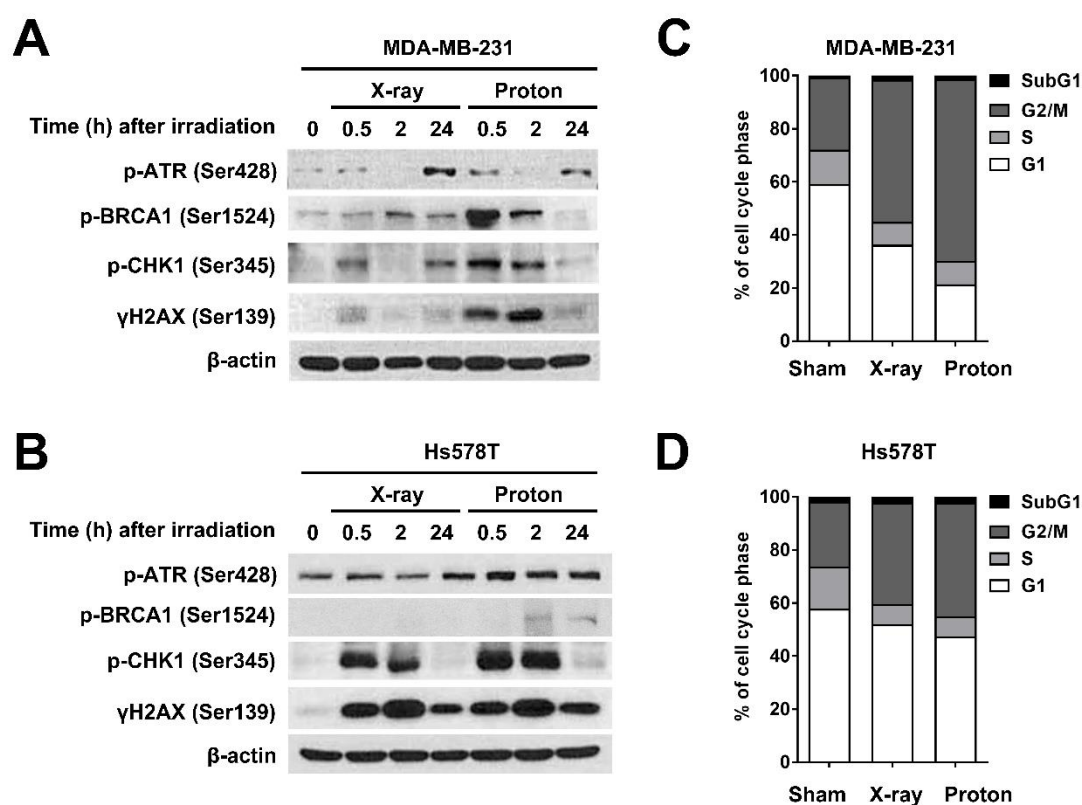 A
MDA-MB-231
X-ray Proton
Time (h) after irradiation 0 0.5 2 24 0.5 2 24
p-ATR (Ser428)
p-BRCA1 (Ser1524)
p-CHK1 (Ser345)
γH2AX (Ser139)
β-actin
C
MDA-MB-231
% of cell cycle phase
100
80
60
40
20
0
Sham X-ray Proton
SubG1
G2/M
S
G1
B
Hs578T
X-ray Proton
Time (h) after irradiation 0 0.5 2 24 0.5 2 24
p-ATR (Ser428)
p-BRCA1 (Ser1524)
p-CHK1 (Ser345)
γH2AX (Ser139)
β-actin
D
Hs578T
% of cell cycle phase
100
80
60
40
20
0
Sham X-ray Proton
SubG1
G2/M
S
G1